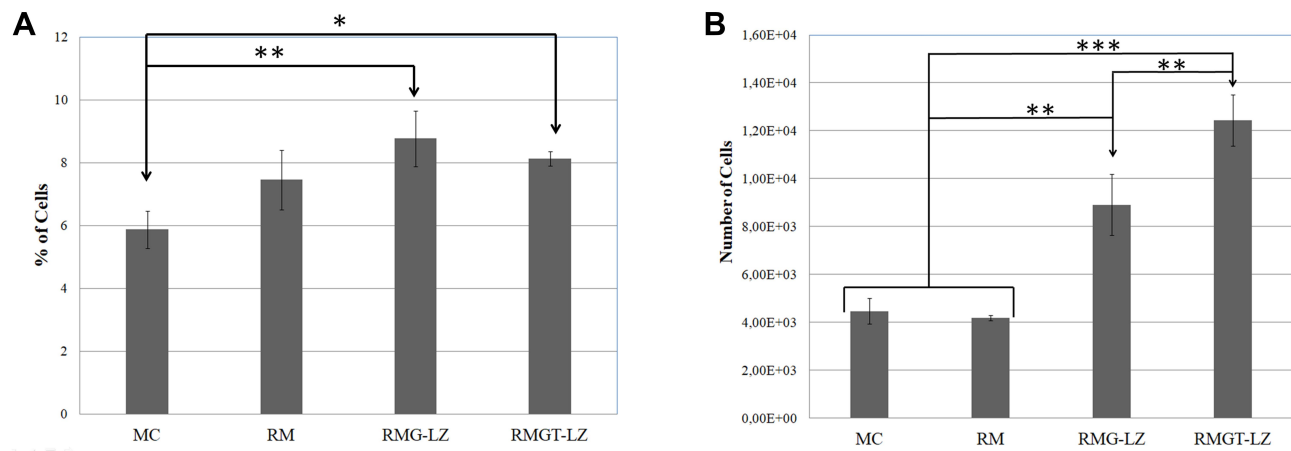 A
% of Cells
12
10
8
6
4
2
0
*
**
MC RM RMG-LZ RMGT-LZ
B
Number of Cells
1,60E+04
1,40E+04
1,20E+04
1,00E+04
8,00E+03
6,00E+03
4,00E+03
2,00E+03
0,00E+00
***
**
**
MC RM RMG-LZ RMGT-LZ